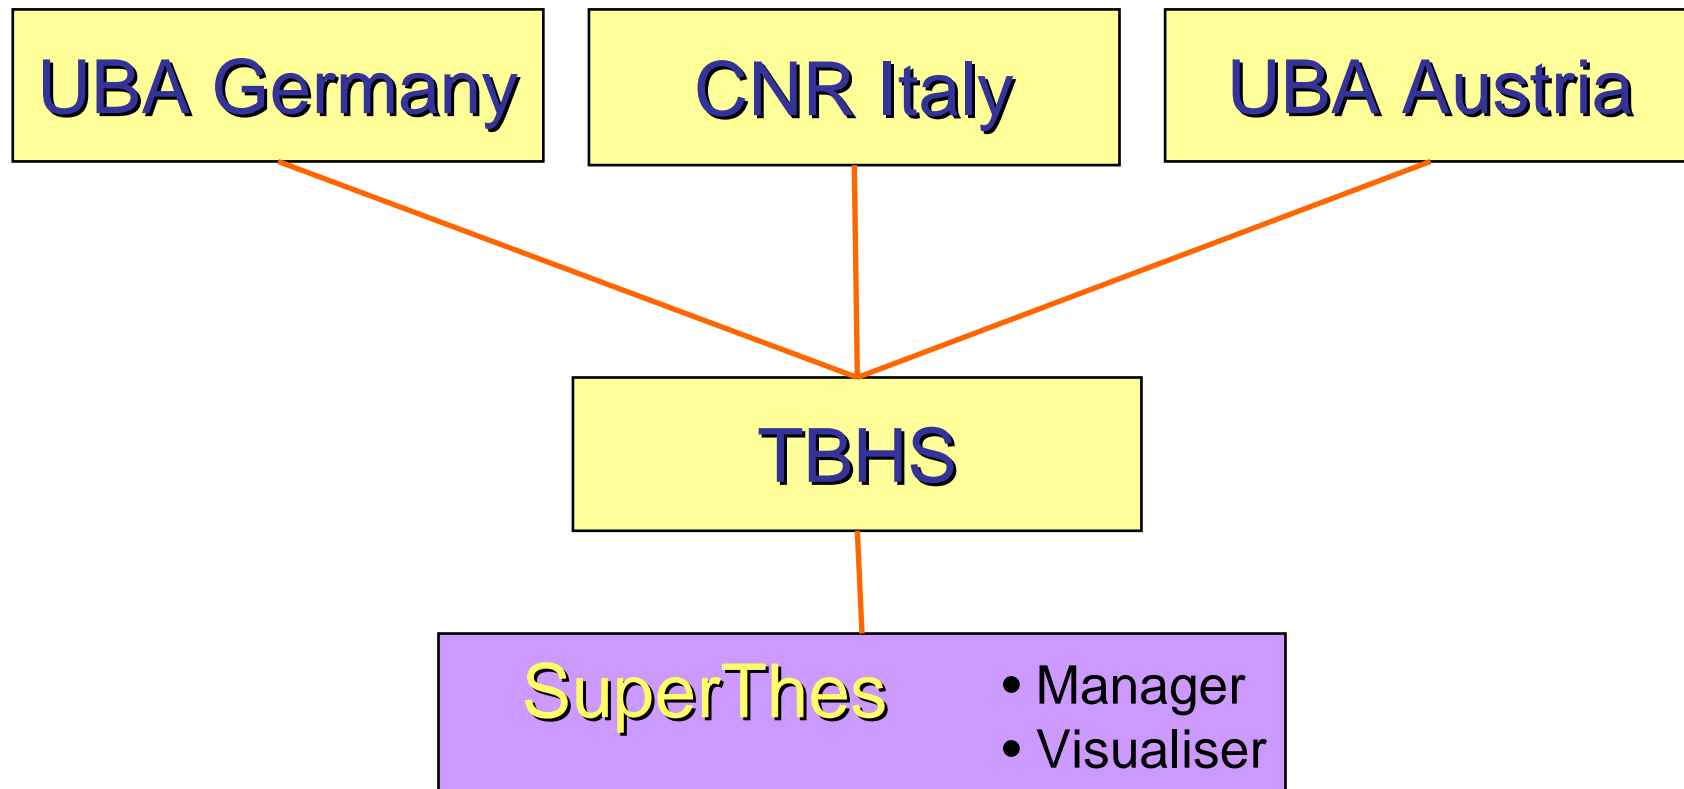 UBA Germany
CNR Italy
UBA Austria
TBHS
SuperThes
• Manager
• Visualiser